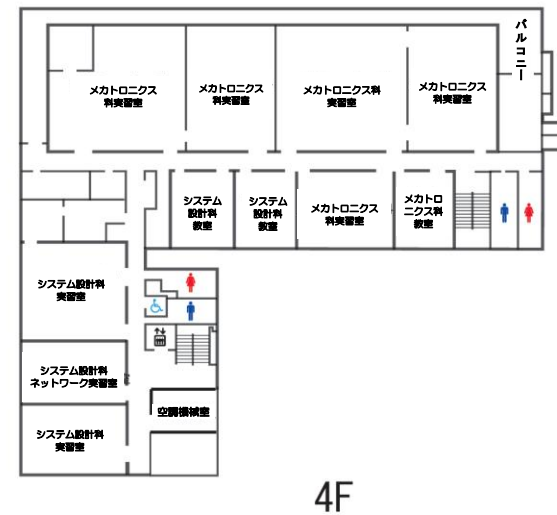 バルコニー
メカトロニクス
科実習室
メカトロニクス
科実習室
メカトロニクス科
実習室
メカトロニクス
科実習室
システム
設計科
教室
システム
設計科
教室
メカトロニクス
科実習室
メカトロ
ニクス科
教室
システム設計科
実習室
システム設計科
ネットワーク実習室
システム設計科
実習室
空調機械室
4F